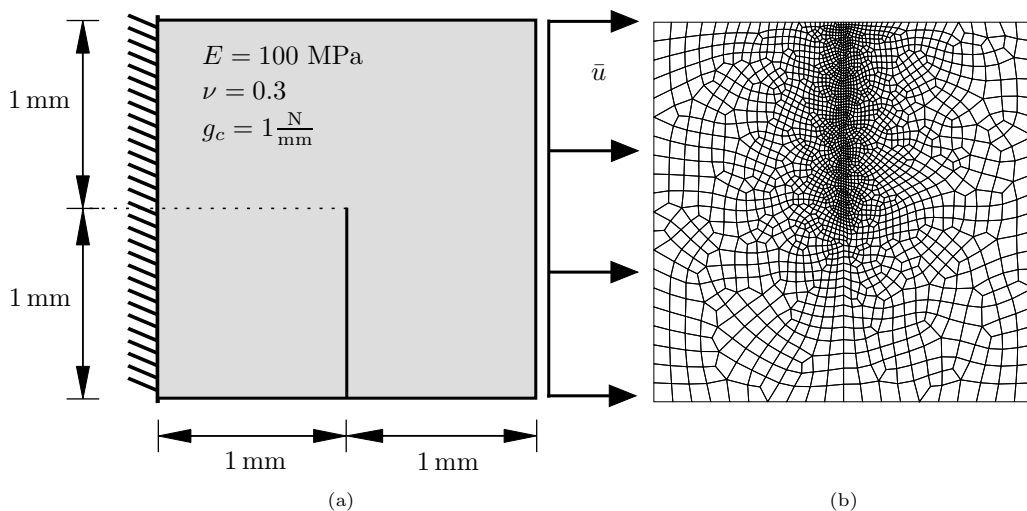 E = 100 MPa
ν = 0.3
g_c = 1 N/mm
ū
1 mm
1 mm
1 mm
1 mm
(a)
(b)